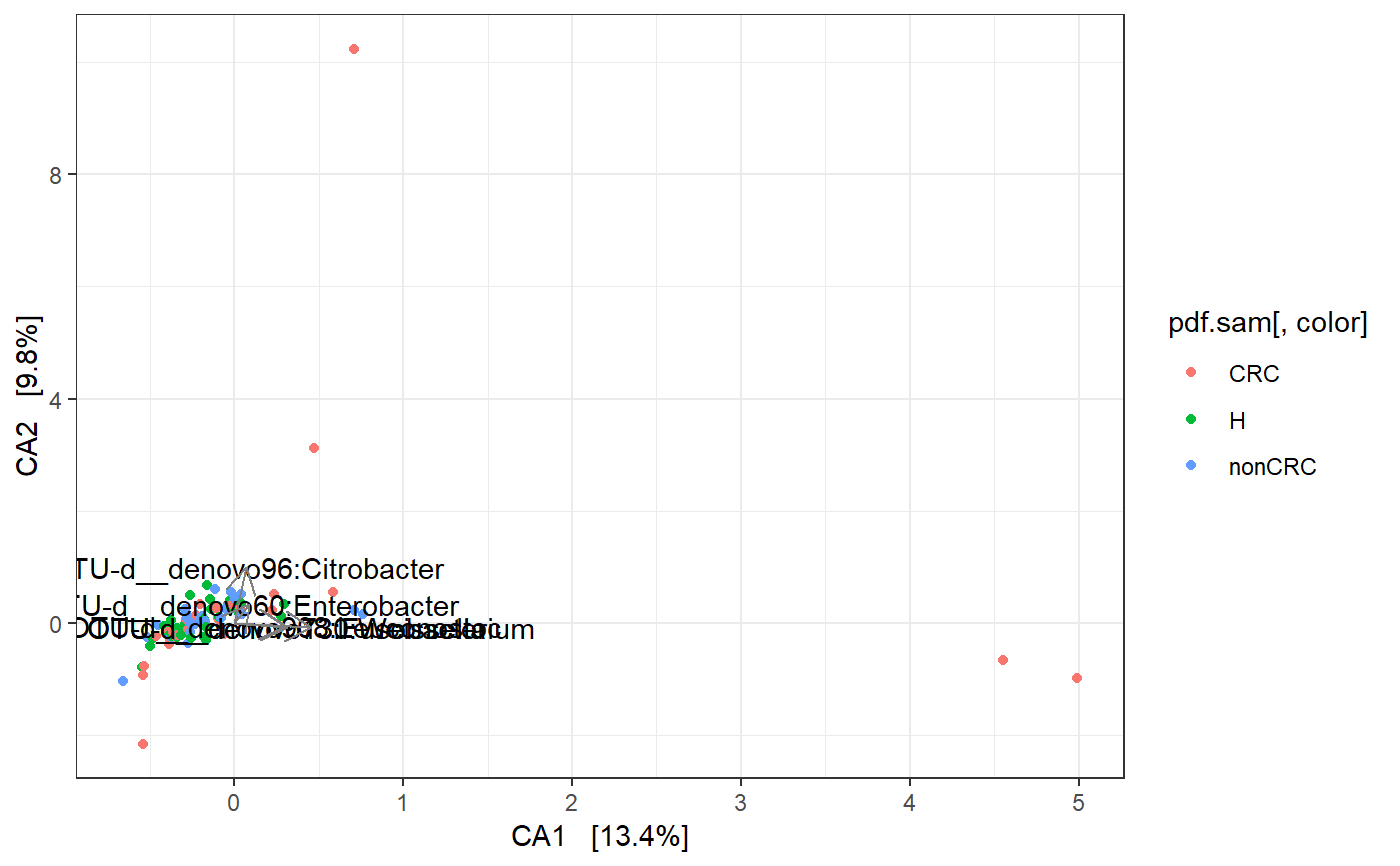 8
4
0
CA2 [9.8%]
TU-d__denovo96:Citrobacter
TU-d__denovo60:Enterobacter
0
1
2
3
4
5
CA1 [13.4%]
pdf.sam[, color]
CRC
H
nonCRC